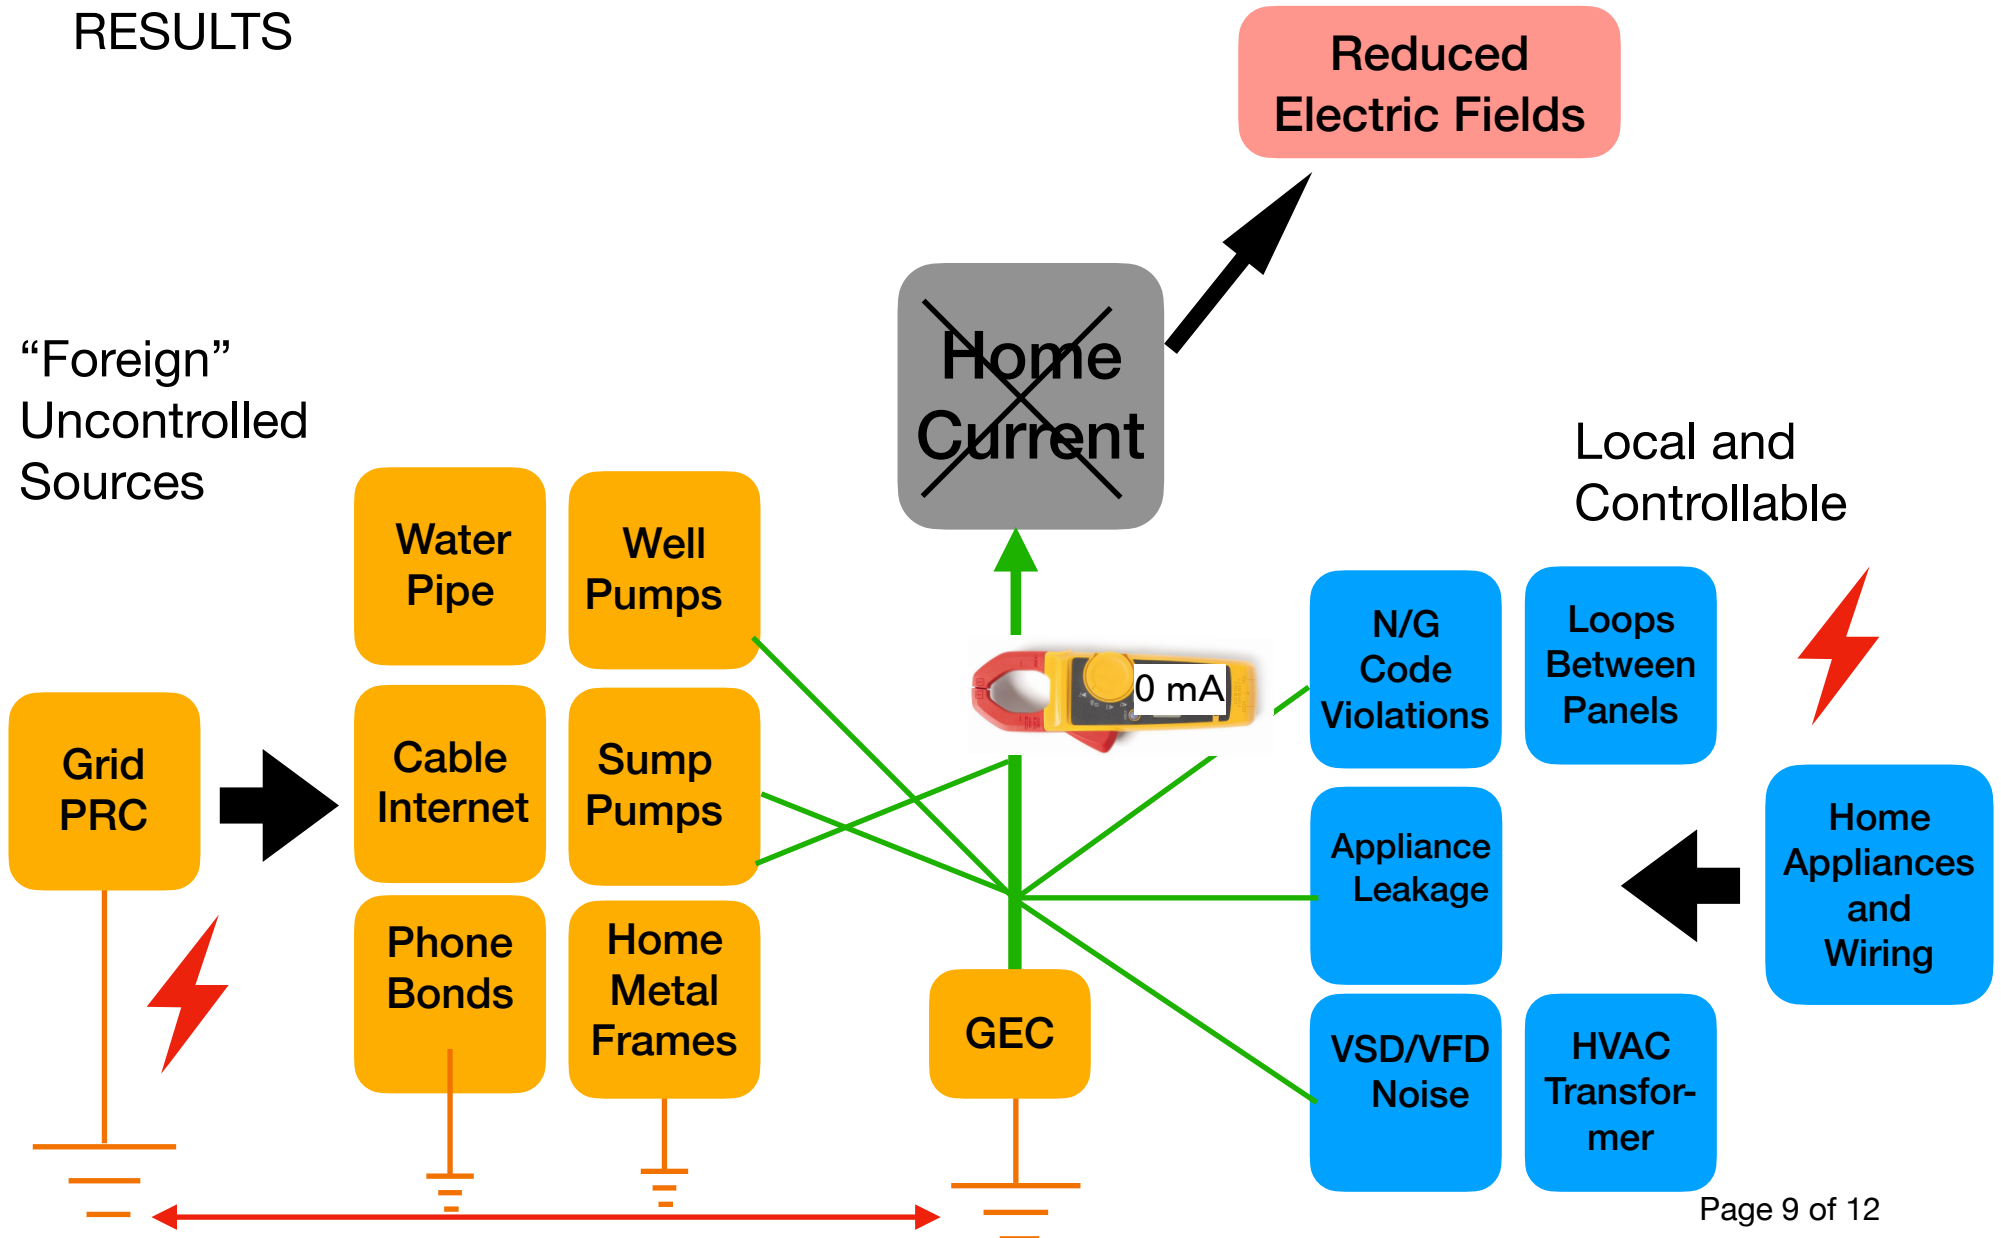 RESULTS
Reduced
Electric Fields
Home
Current
“Foreign”
Uncontrolled
Sources
Local and
Controllable
Water
Pipe
Well
Pumps
Grid
PRC
Cable
Internet
Sump
Pumps
Phone
Bonds
Home
Metal
Frames
0 mA
GEC
N/G
Code
Violations
Loops
Between
Panels
Appliance
Leakage
Home
Appliances
and
Wiring
VSD/VFD
Noise
HVAC
Transfor-
mer
Page 9 of 12